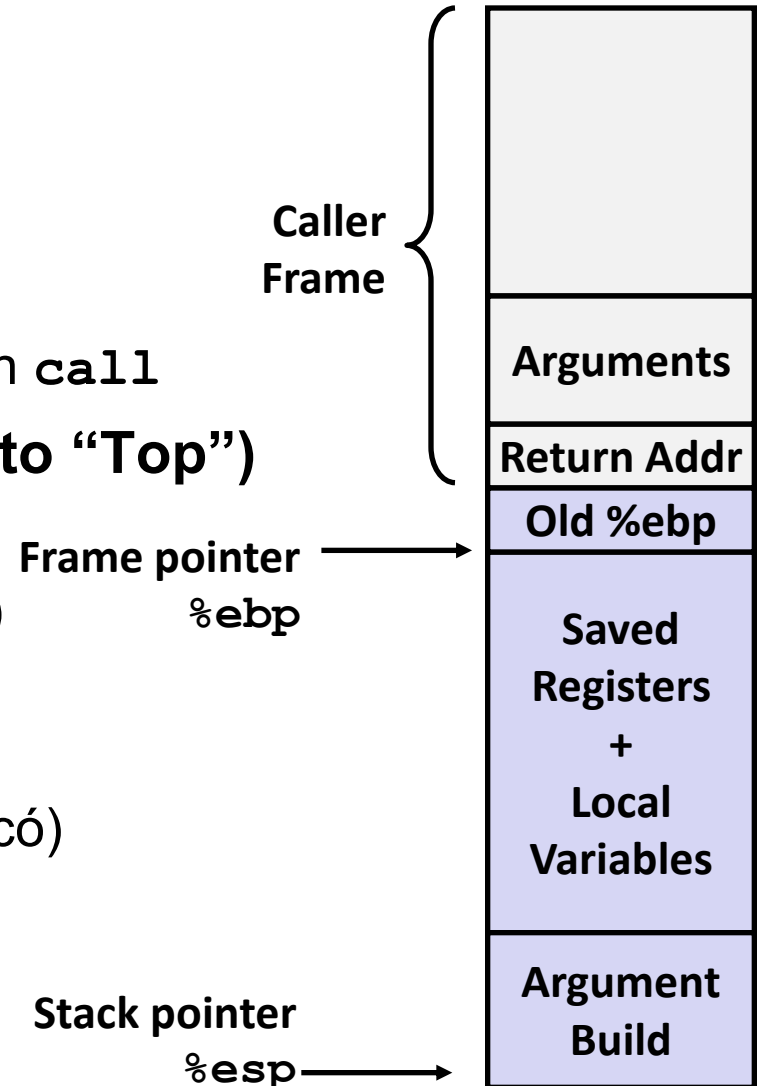 Caller
Frame
n call
to “Top”)
Frame pointer
) %ebp
có)
Stack pointer
%esp
Arguments
Return Addr
Old %ebp
Saved
Registers
+
Local
Variables
Argument
Build